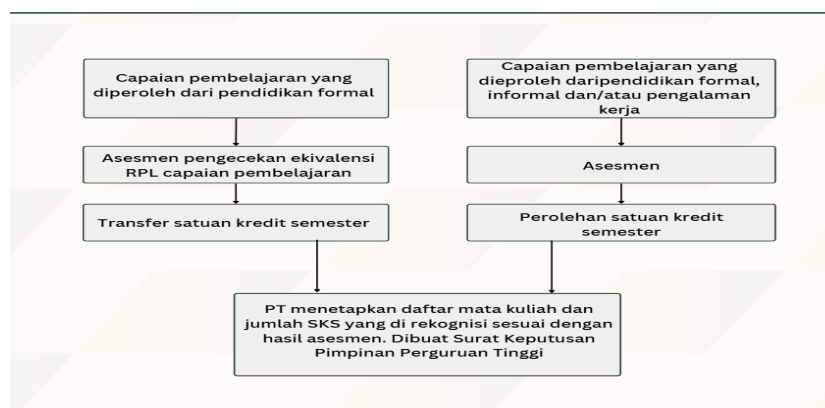 Capaian pembelajaran yang
diperoleh dari pendidikan formal
Asesmen pengecekan ekivalensi
RPL capaian pembelajaran
Transfer satuan kredit semester
Capaian pembelajaran yang
dieproleh daripendidikan formal,
informal dan/atau pengalaman
kerja
Asesmen
Perolehan satuan kredit
semester
PT menetapkan daftar mata kuliah dan
jumlah SKS yang di rekognisi sesuai dengan
hasil asesmen. Dibuat Surat Keputusan
Pimpinan Perguruan Tinggi